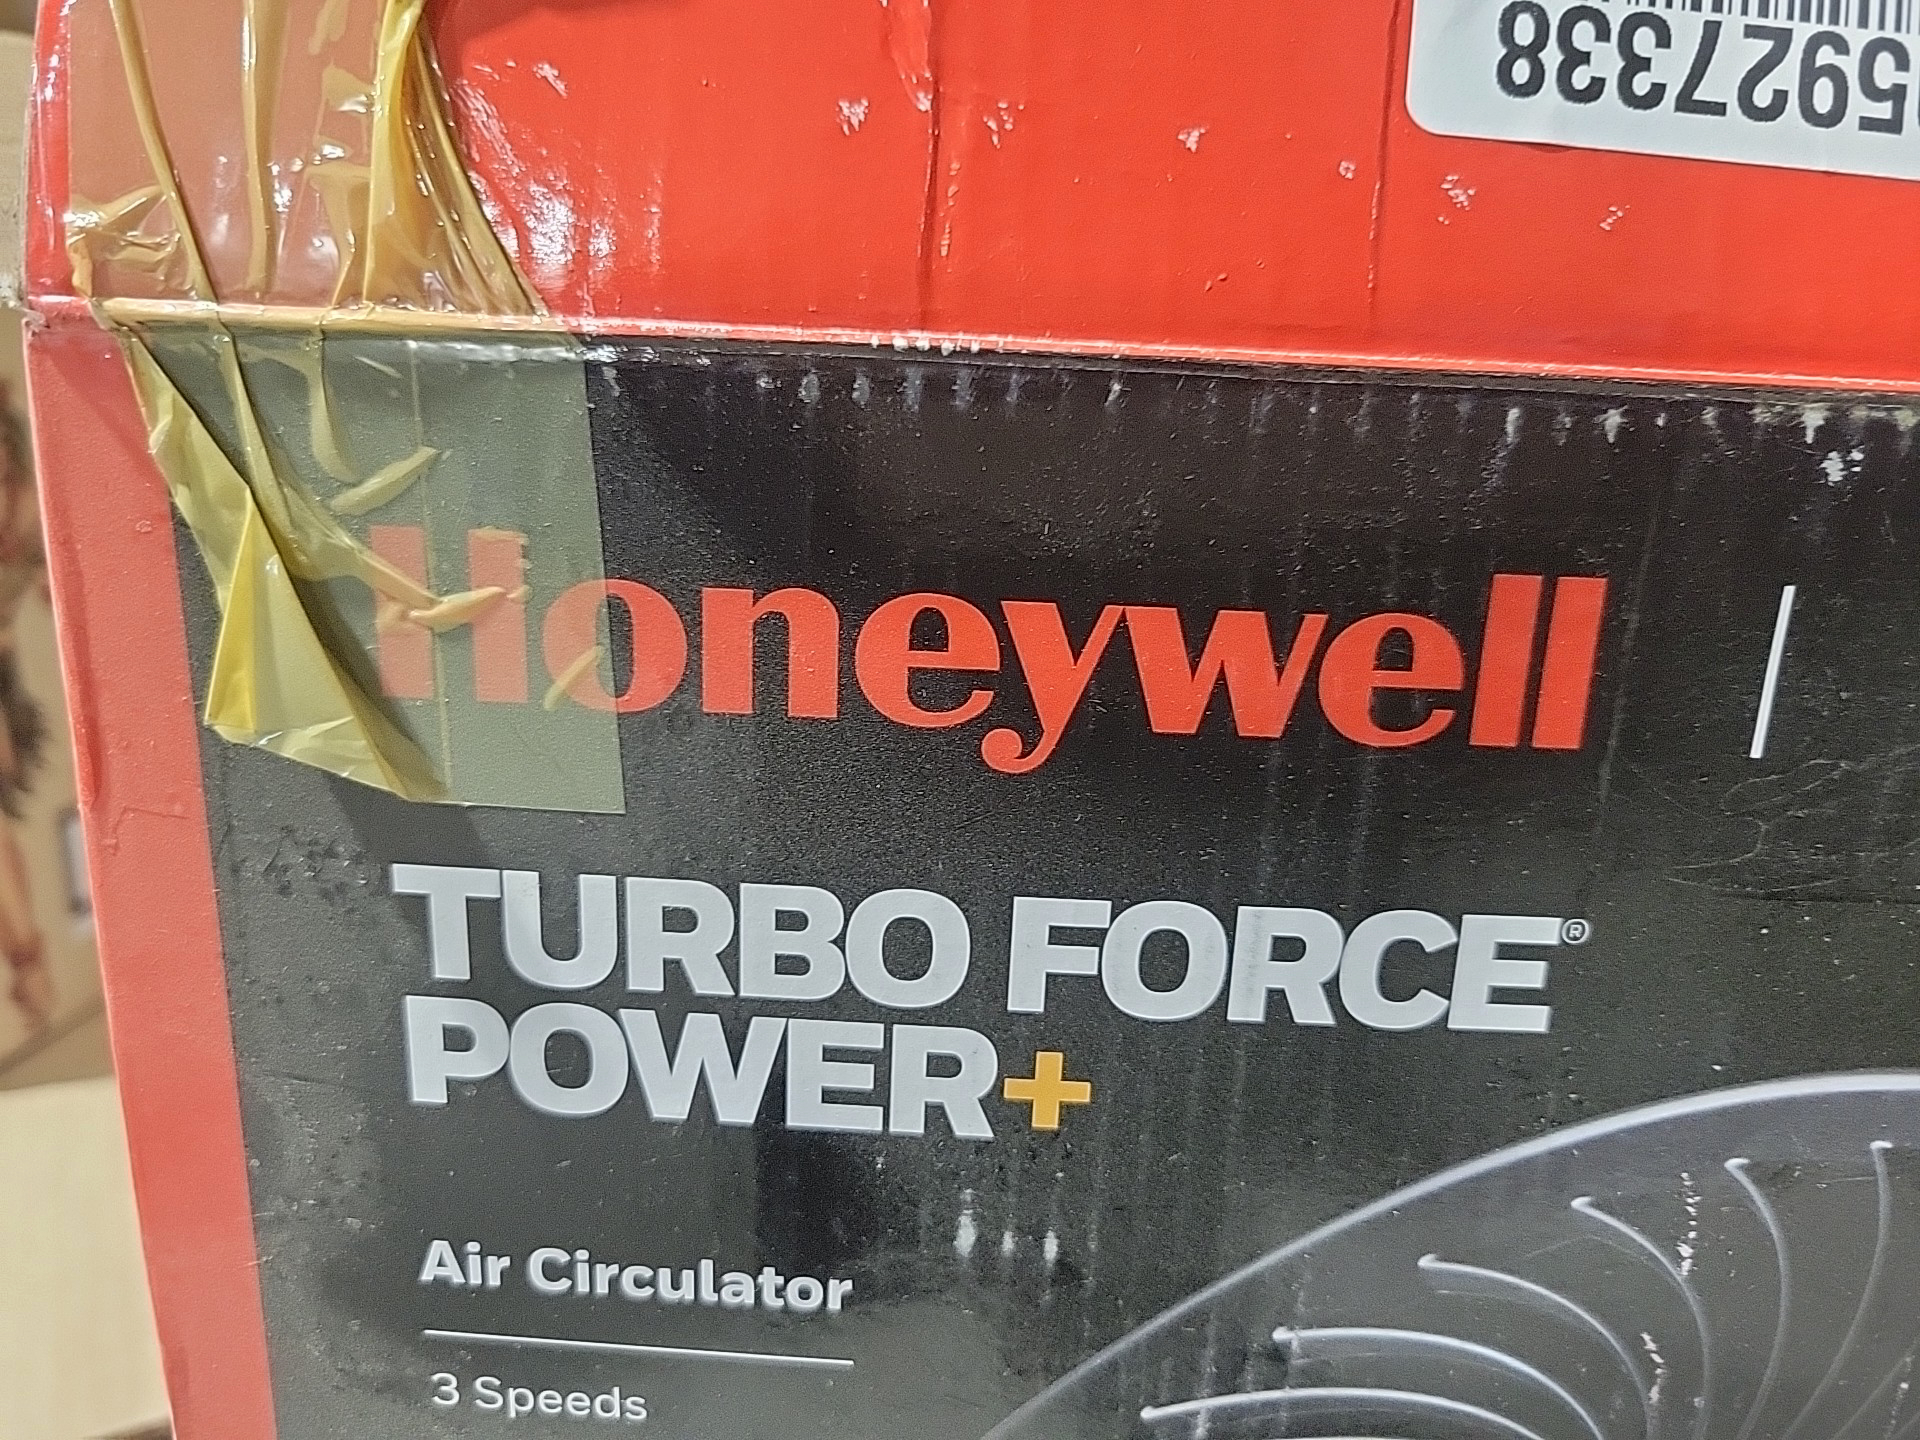 5927338
Honeywell
TURBO FORCE®
POWER+
Air Circulator
3 Speeds